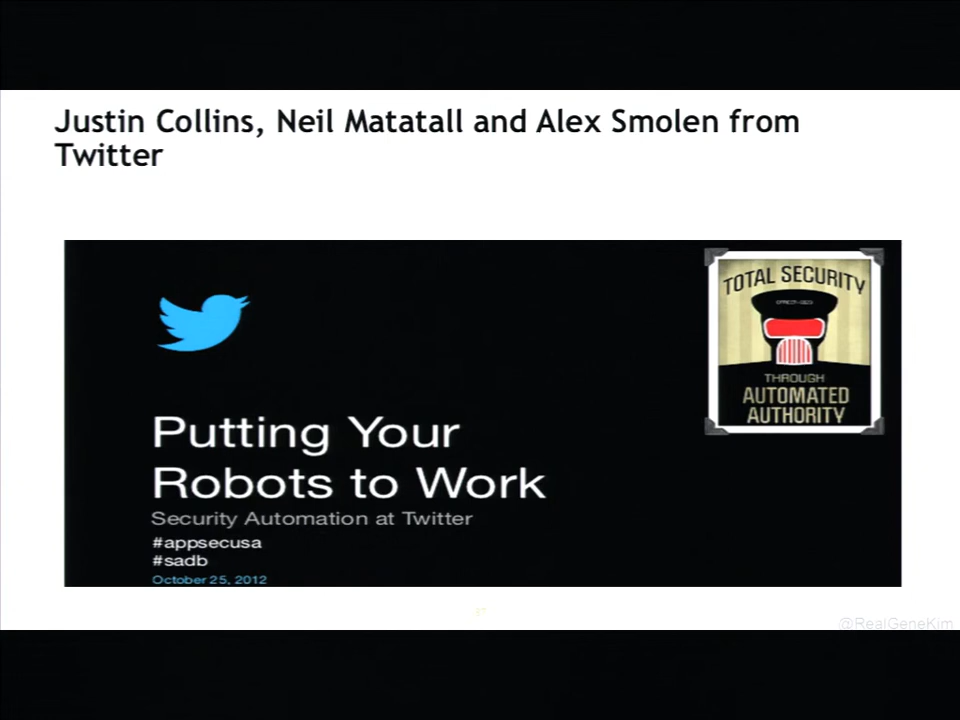 Justin Collins, Neil Matatall and Alex Smolen from
Twitter
TOTAL SECURITY
THROUGH
AUTOMATED
AUTHORITY
Putting Your
Robots to Work
Security Automation at Twitter
#appsecusa
#sadb
October 25, 2012
@RealGeneKim